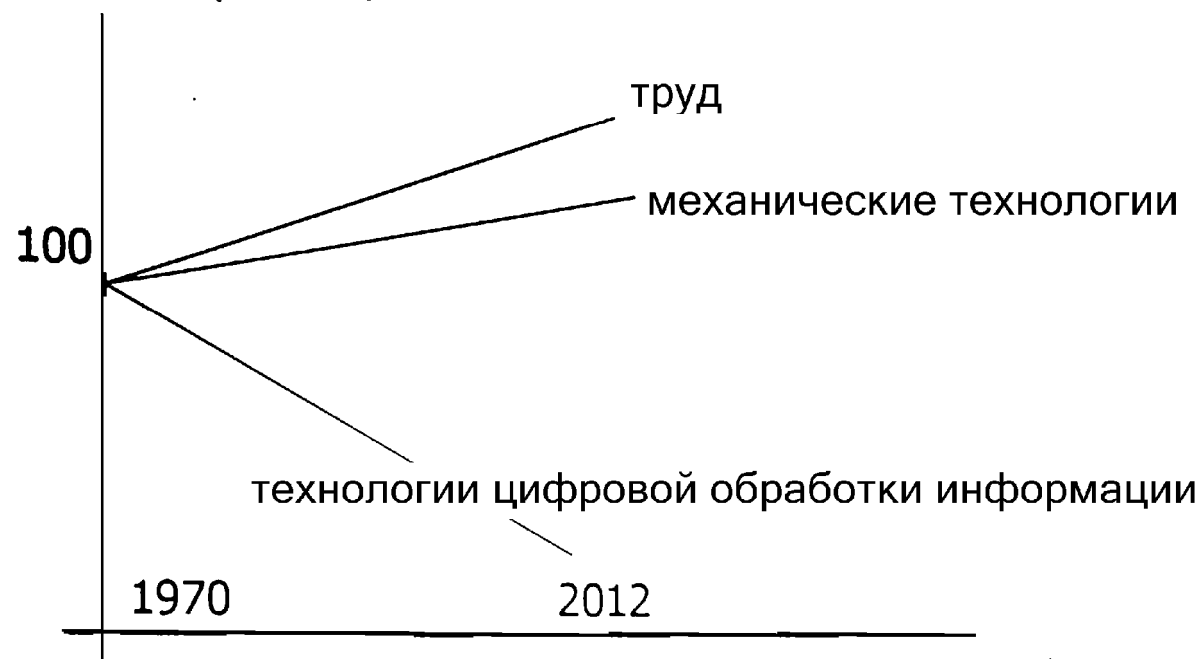 труд
механические технологии
100
технологии цифровой обработки информации
1970
2012